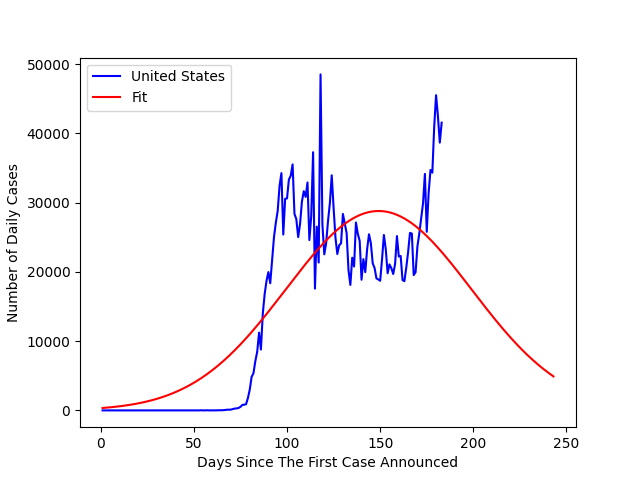 United States
Fit
50000
40000
30000
20000
10000
0
Number of Daily Cases
0 50 100 150 200 250
Days Since The First Case Announced